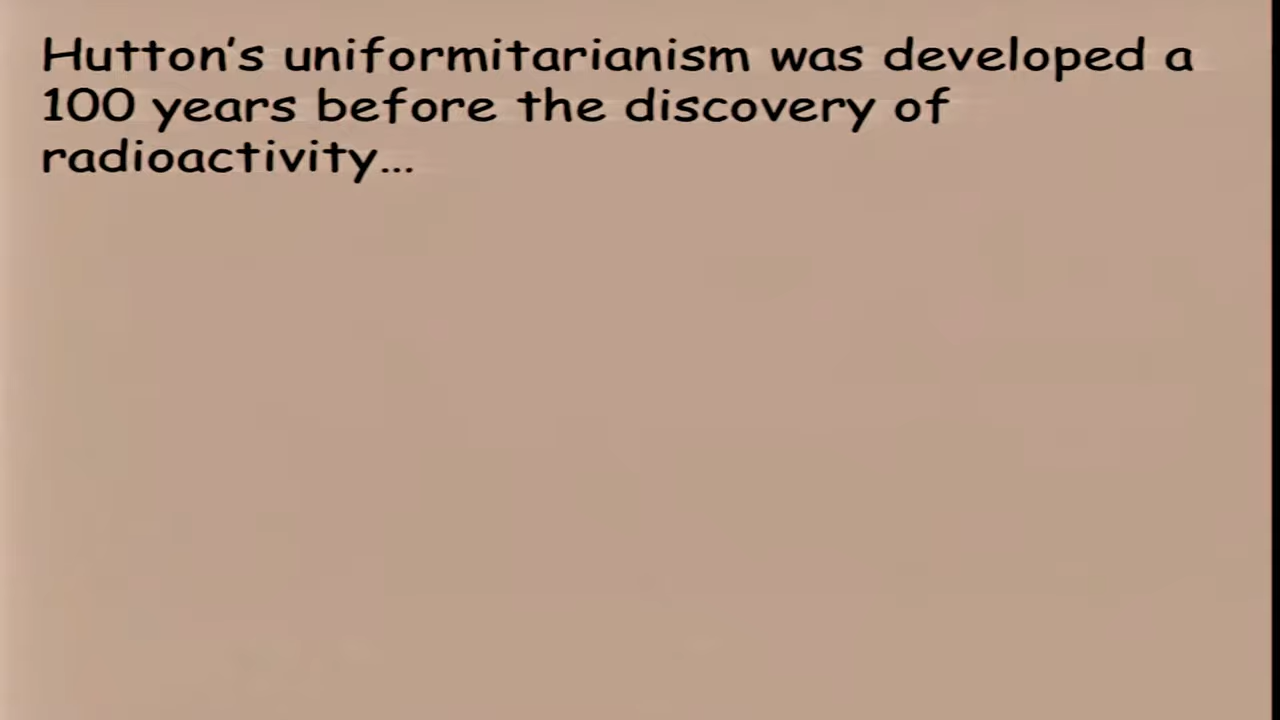 Hutton's uniformitarianism was developed a
100 years before the discovery of
radioactivity...